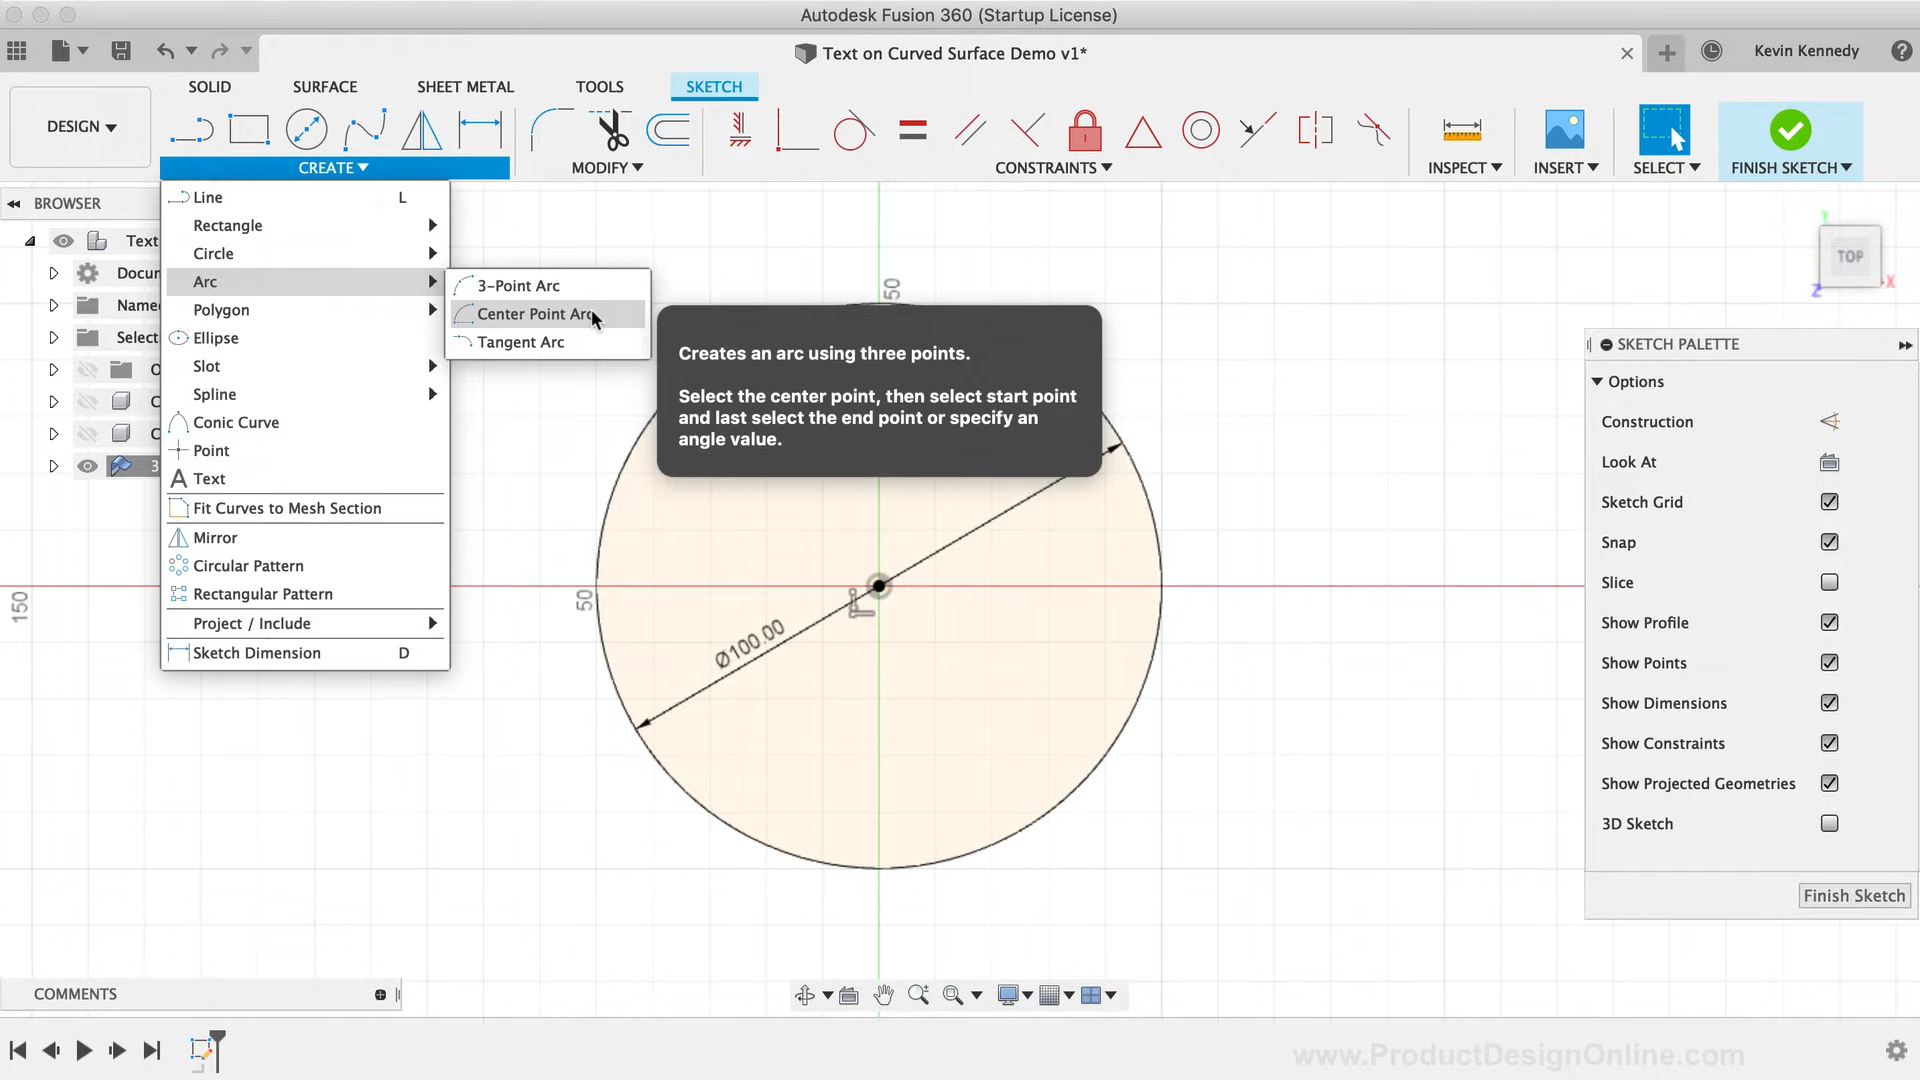 Autodesk Fusion 360 (Startup License)
Text on Curved Surface Demo v1*
Kevin Kennedy
SOLID
SURFACE
SHEET METAL
TOOLS
SKETCH
DESIGN
CREATE
MODIFY
CONSTRAINTS
INSPECT
INSERT
SELECT
FINISH SKETCH
BROWSER
Text
Docu
Name
Select
O
C
C
3
Line L
Rectangle
Circle
Arc
Polygon
Ellipse
Slot
Spline
Conic Curve
Point
Text
Fit Curves to Mesh Section
Mirror
Circular Pattern
Rectangular Pattern
Project / Include
Sketch Dimension D
3-Point Arc
Center Point Arc
Tangent Arc
Creates an arc using three points.
Select the center point, then select start point
and last select the end point or specify an
angle value.
50
50
150
Ø100.00
TOP
Y
X
Z
SKETCH PALETTE
Options
Construction
Look At
Sketch Grid
Snap
Slice
Show Profile
Show Points
Show Dimensions
Show Constraints
Show Projected Geometries
3D Sketch
Finish Sketch
COMMENTS
www.ProductDesignOnline.com